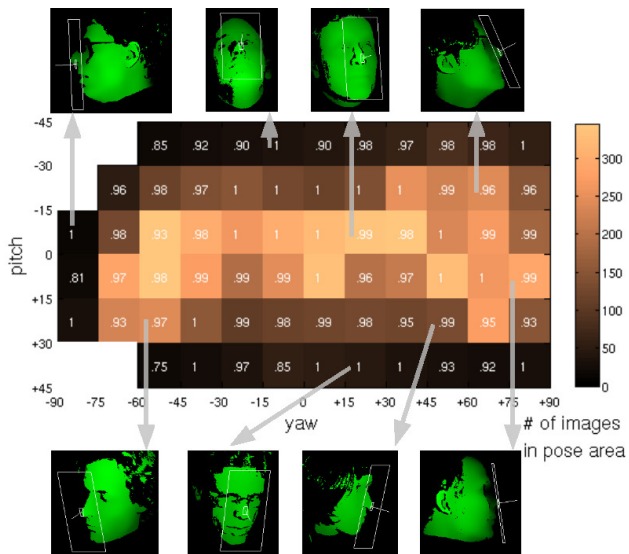 -45
.85 .92 .90 1 .90 .98 .97 .98 .98 1
-30
.96 .98 .97 1 1 1 1 1 .99 .96 .96
-15
1 .98 .93 .98 1 1 1 .99 .98 .99 1 .99
0
.81 .97 .98 .99 .99 .99 1 .96 .97 1 1 .99
+15
1 .93 .97 1 .99 .98 .99 .98 .95 .99 .95 .93
+30
.75 1 .97 .85 1 1 1 .93 .92 1
+45
pitch
-90 -75 -60 -45 -30 -15 0 +15 +30 +45 +60 +75 +90
yaw
300
250
200
150
100
50
0
# of images
in pose area